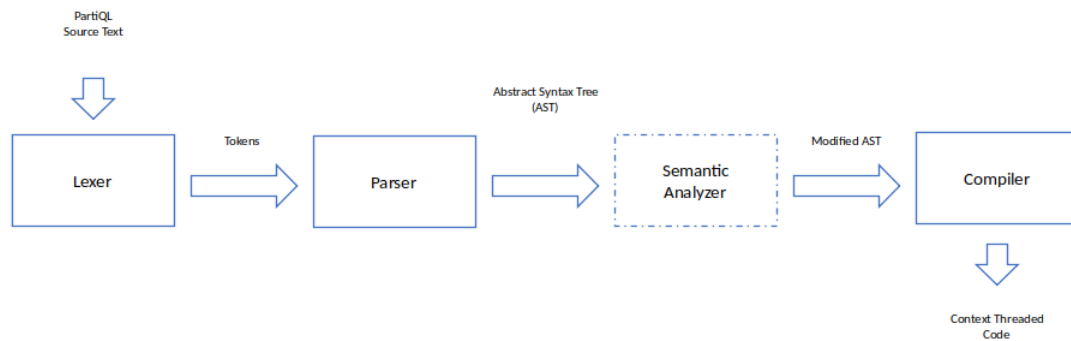 PartiQL
Source Text
Lexer
Tokens
Parser
Abstract Syntax Tree
(AST)
Semantic
Analyzer
Modified AST
Compiler
Context Threaded
Code